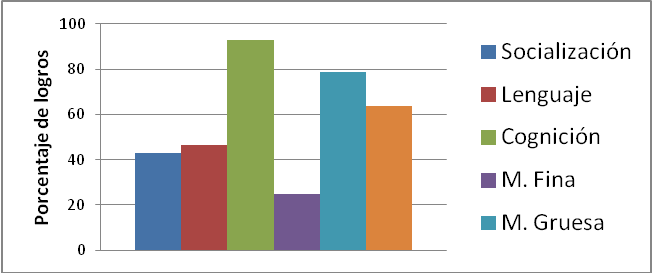 Porcentaje de logros
100
80
60
40
20
0
Socialización
Lenguaje
Cognición
M. Fina
M. Gruesa